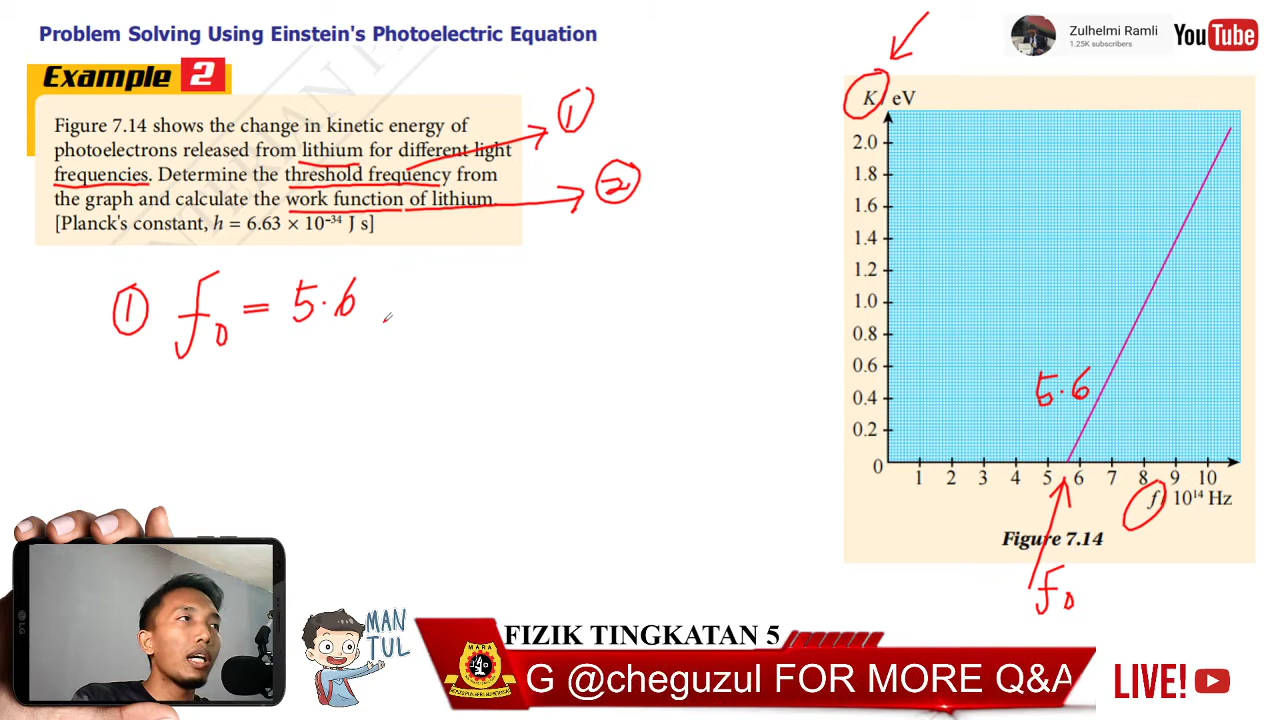 Problem Solving Using Einstein's Photoelectric Equation
Zulhelmi Ramli
1.25K subscribers
YouTube
Example 2
Figure 7.14 shows the change in kinetic energy of
photoelectrons released from lithium for different light
frequencies. Determine the threshold frequency from
the graph and calculate the work function of lithium.
[Planck's constant, h = 6.63 × 10⁻³⁴ J s]
1
2
1 f₀ = 5.6
K/ eV
2.0
1.8
1.6
1.4
1.2
1.0
0.8
0.6
0.4
0.2
0
5.6
1 2 3 4 5 6 7 8 9 10
f/ 10¹⁴ Hz
Figure 7.14
f₀
LG
MAN
TUL
FIZIK TINGKATAN 5
MARA
G @cheguzul FOR MORE Q&A
LIVE!